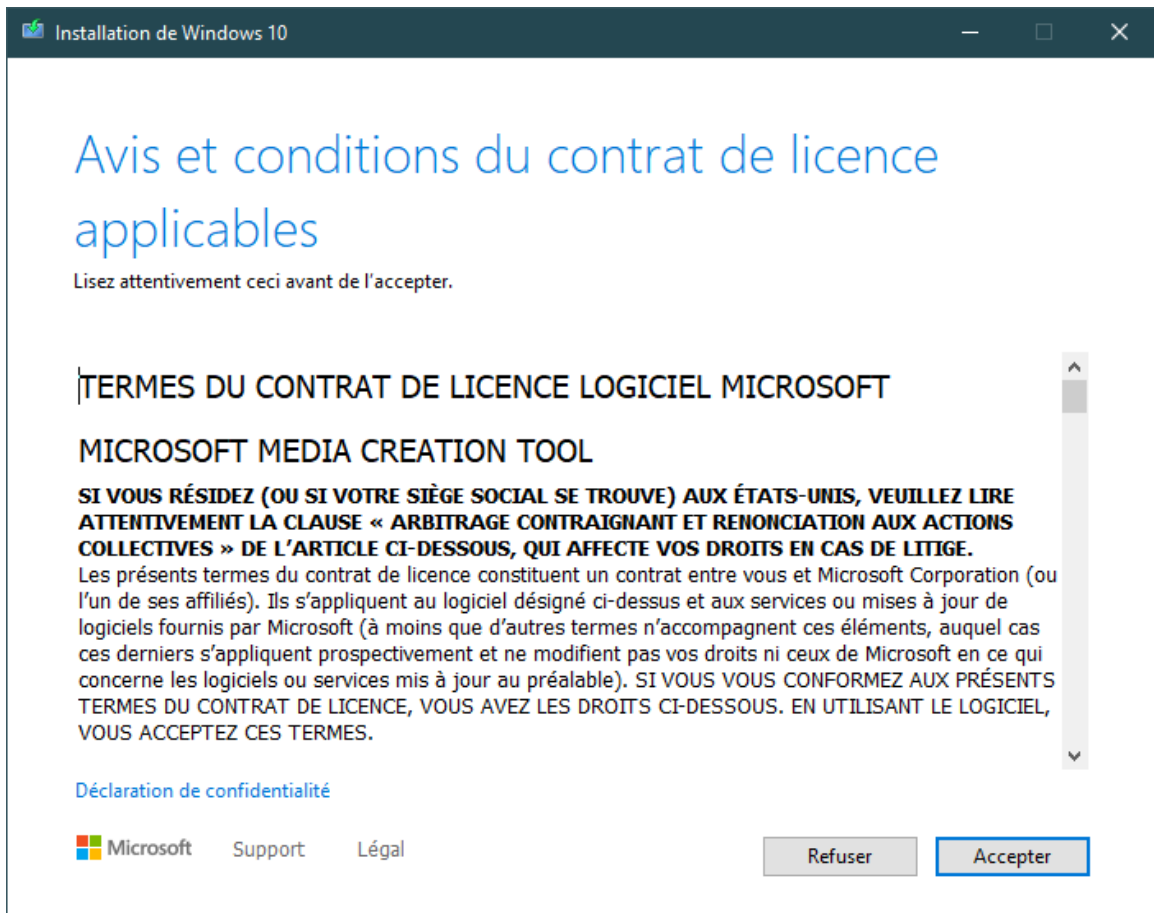 Installation de Windows 10
Avis et conditions du contrat de licence
applicables
Lisez attentivement ceci avant de l'accepter.
TERMES DU CONTRAT DE LICENCE LOGICIEL MICROSOFT
MICROSOFT MEDIA CREATION TOOL
SI VOUS RÉSIDEZ (OU SI VOTRE SIÈGE SOCIAL SE TROUVE) AUX ÉTATS-UNIS, VEUILLEZ LIRE
ATTENTIVEMENT LA CLAUSE « ARBITRAGE CONTRAIGNANT ET RENONCIATION AUX ACTIONS
COLLECTIVES » DE L’ARTICLE CI-DESSOUS, QUI AFFECTE VOS DROITS EN CAS DE LITIGE.
Les présents termes du contrat de licence constituent un contrat entre vous et Microsoft Corporation (ou
l’un de ses affiliés). Ils s’appliquent au logiciel désigné ci-dessus et aux services ou mises à jour de
logiciels fournis par Microsoft (à moins que d’autres termes n’accompagnent ces éléments, auquel cas
ces derniers s’appliquent prospectivement et ne modifient pas vos droits ni ceux de Microsoft en ce qui
concerne les logiciels ou services mis à jour au préalable). SI VOUS VOUS CONFORMEZ AUX PRÉSENTS
TERMES DU CONTRAT DE LICENCE, VOUS AVEZ LES DROITS CI-DESSOUS. EN UTILISANT LE LOGICIEL,
VOUS ACCEPTEZ CES TERMES.
Déclaration de confidentialité
Microsoft Support Légal Refuser Accepter